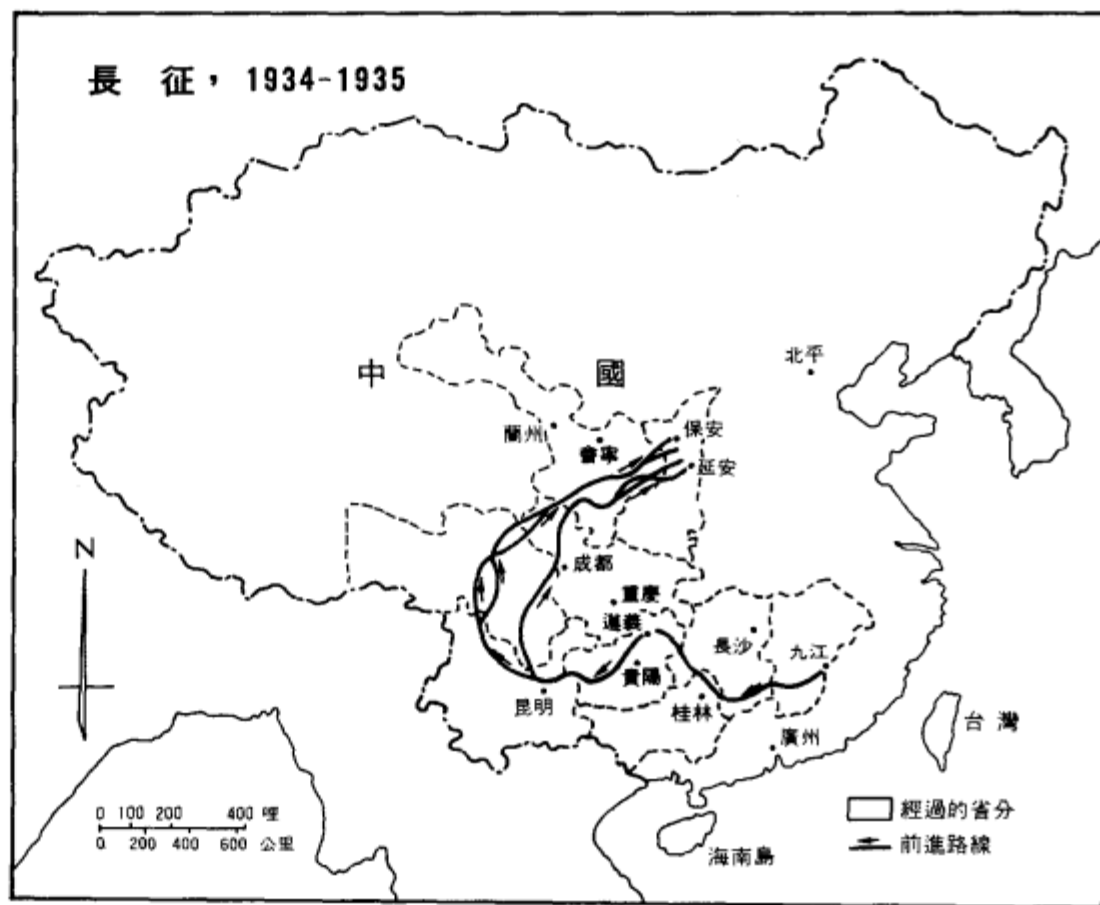 長 征，1934-1935
中 國
北平
蘭州
會寧
保安
延安
成都
重慶
遵義
長沙
九江
貴陽
昆明
桂林
廣州
台灣
海南島
N
0 100 200 400 哩
0 200 400 600 公里
經過的省分
前進路線